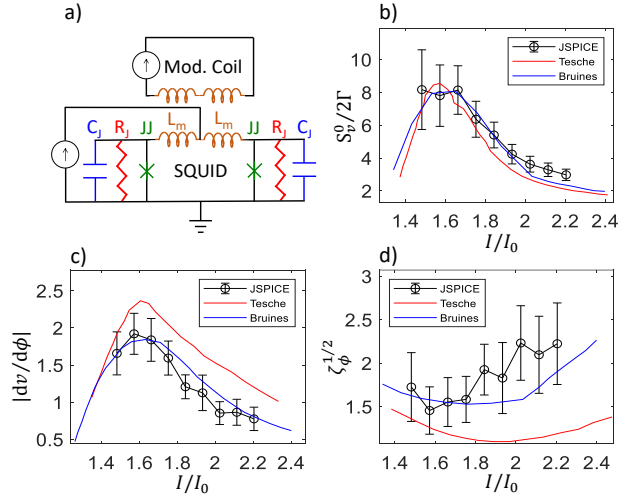 a)
Mod. Coil
C_J R_J JJ L_m L_m JJ R_J C_J
SQUID
b)
S_v^0/2Γ
10
8
6
4
2
JSPICE
Tesche
Bruines
1.4 1.6 1.8 2 2.2 2.4
I/I_0
c)
|dv/dϕ|
2.5
2
1.5
1
0.5
JSPICE
Tesche
Bruines
1.4 1.6 1.8 2 2.2 2.4
I/I_0
d)
ζ_ϕ^{1/2}
3
2.5
2
1.5
JSPICE
Tesche
Bruines
1.4 1.6 1.8 2 2.2 2.4
I/I_0